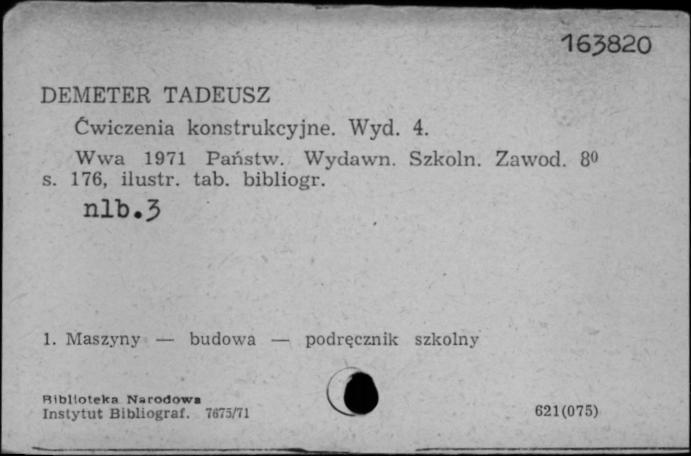 163820
DEMETER TADEUSZ
Ćwiczenia konstrukcyjne. Wyd. 4.
Wwa 1971 Państw. Wydawn. Szkoln. Zawod. 8⁰
s. 176, ilustr. tab. bibliogr.
nlb.3
1. Maszyny — budowa — podręcznik szkolny
Biblioteka Narodowa
Instytut Bibliograf. 7675/71
621(075)